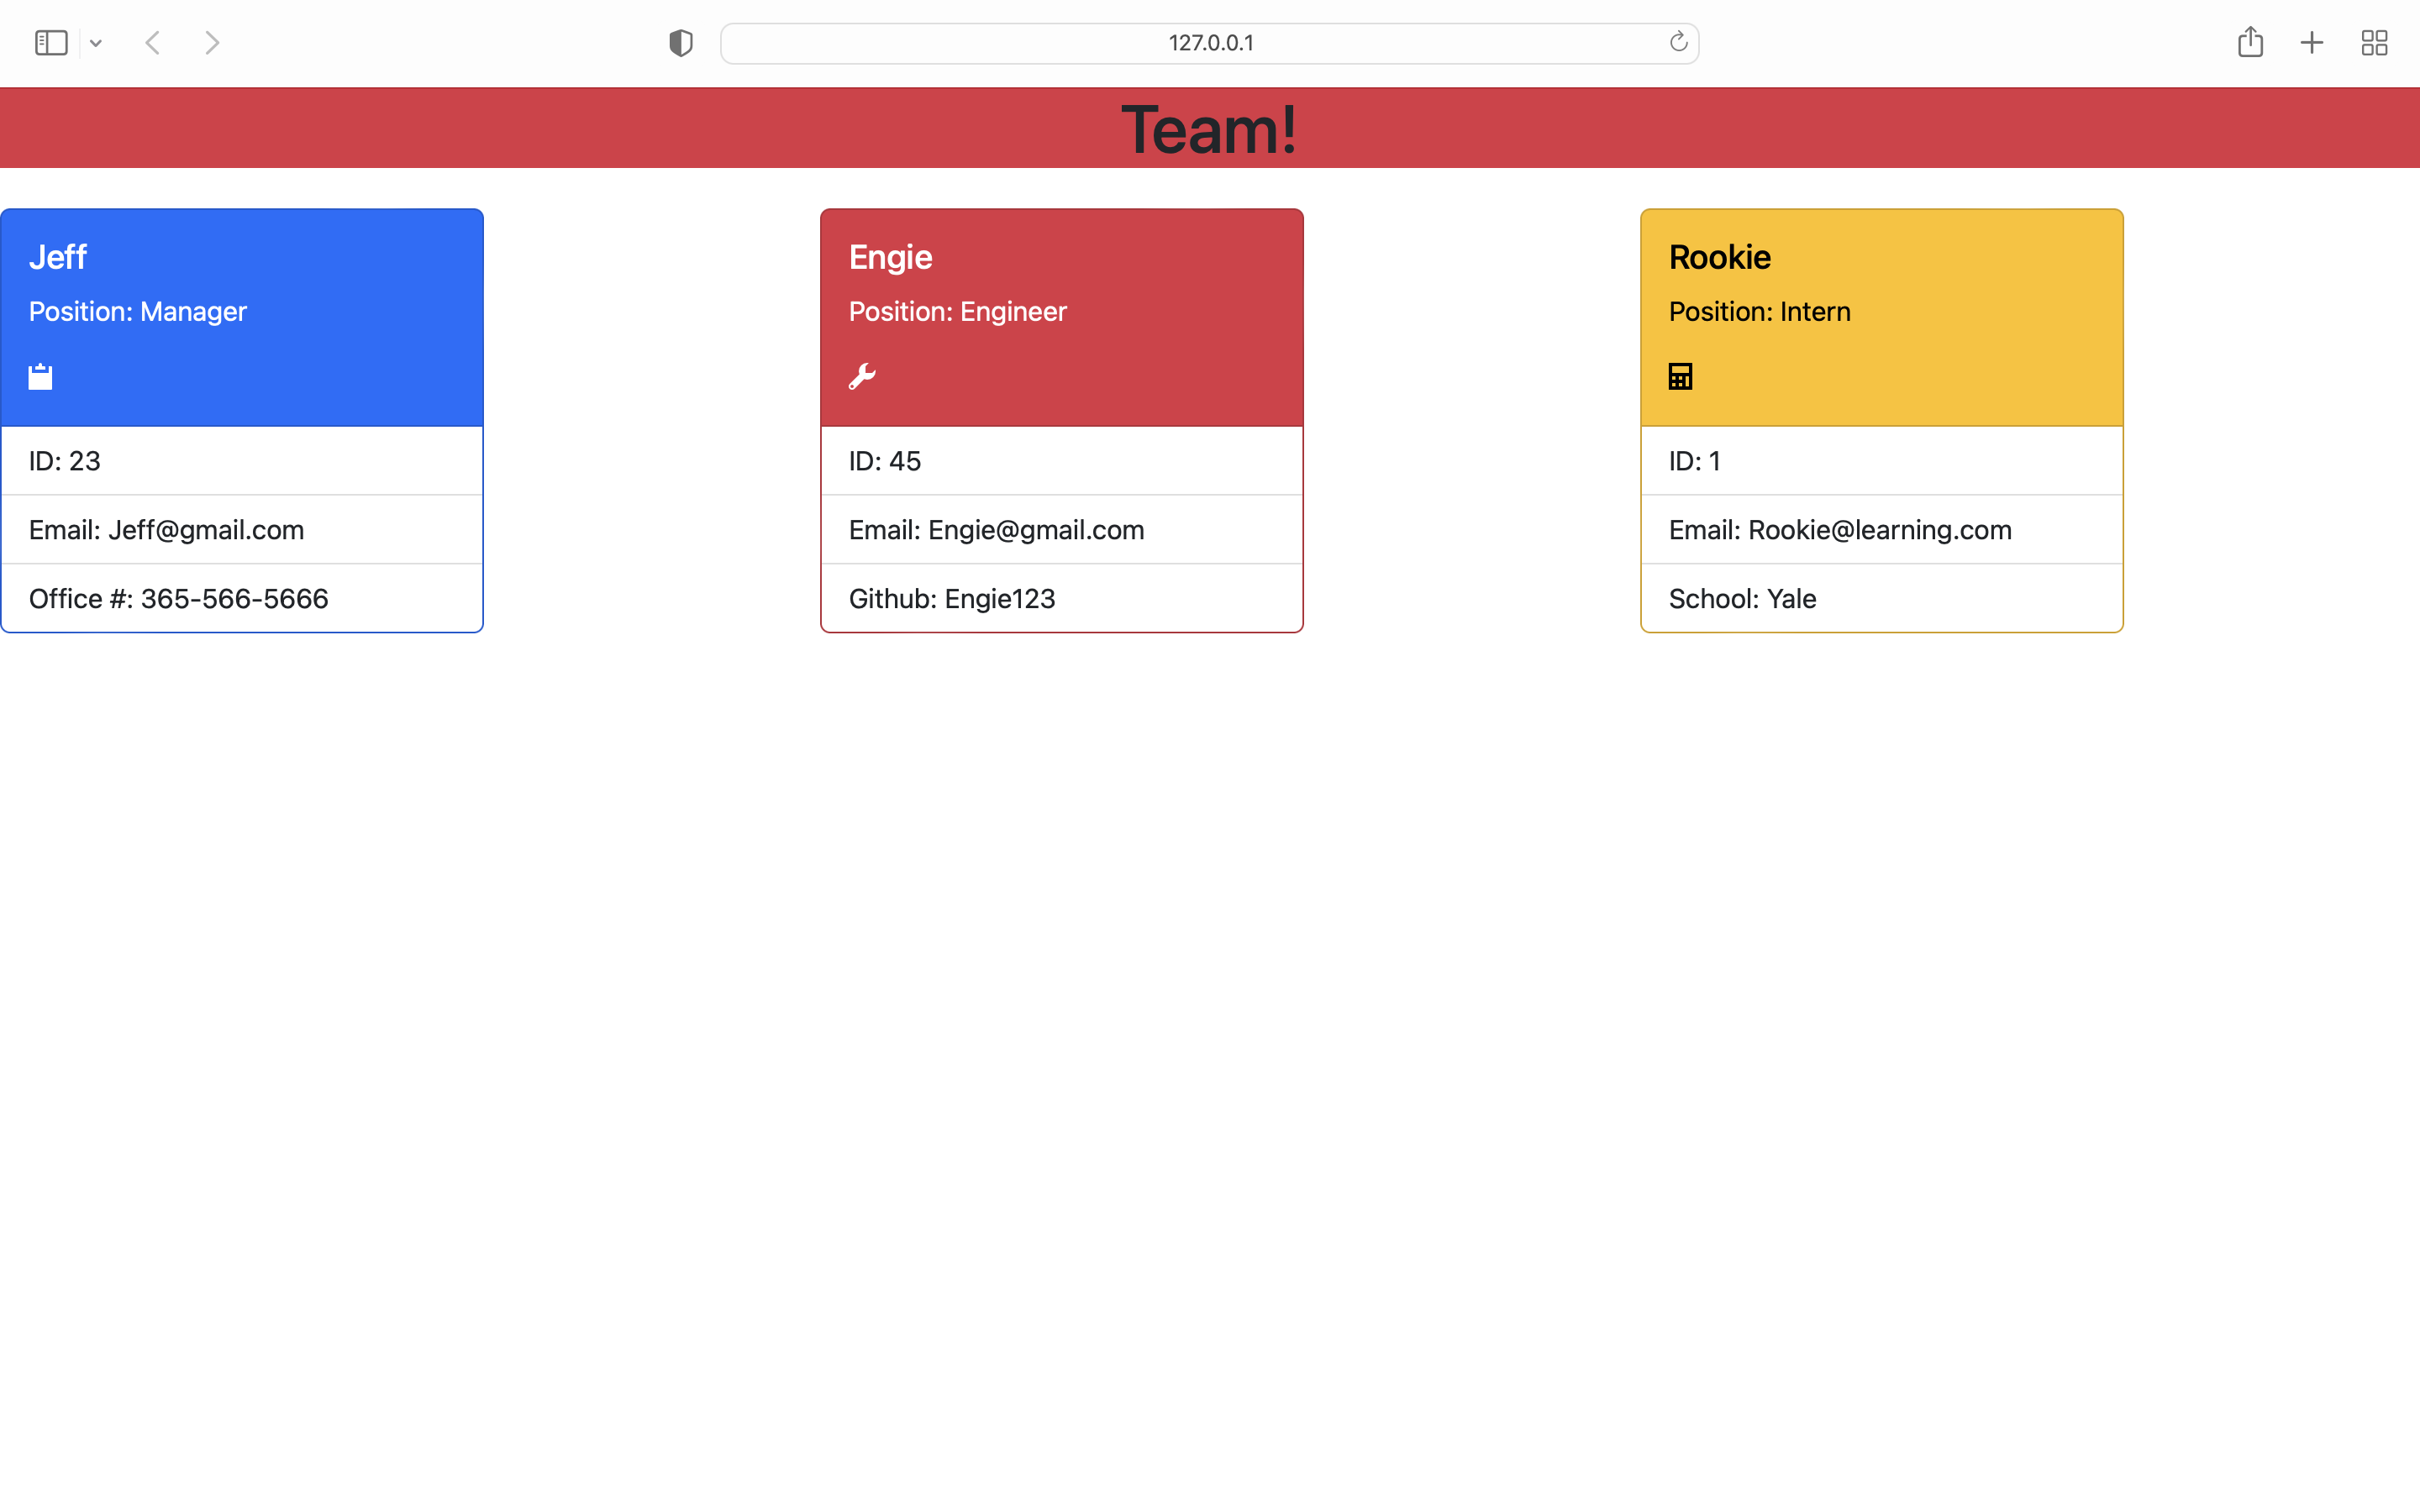 127.0.0.1
Team!
Jeff
Position: Manager
ID: 23
Email: Jeff@gmail.com
Office #: 365-566-5666
Engie
Position: Engineer
ID: 45
Email: Engie@gmail.com
Github: Engie123
Rookie
Position: Intern
ID: 1
Email: Rookie@learning.com
School: Yale